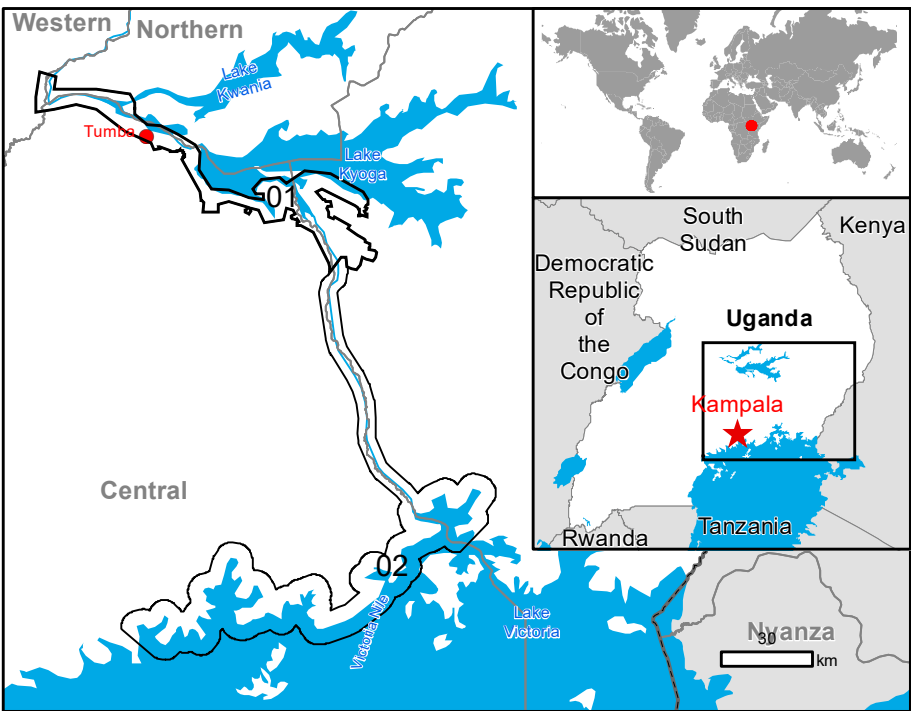 Western
Northern
Lake
Kwania
Tumba
Lake
Kyoga
01
Central
02
Victoria Nile
Lake
Victoria
Nyanza
30
km
South
Sudan
Kenya
Democratic
Republic
of
the
Congo
Uganda
Kampala
Tanzania
Rwanda